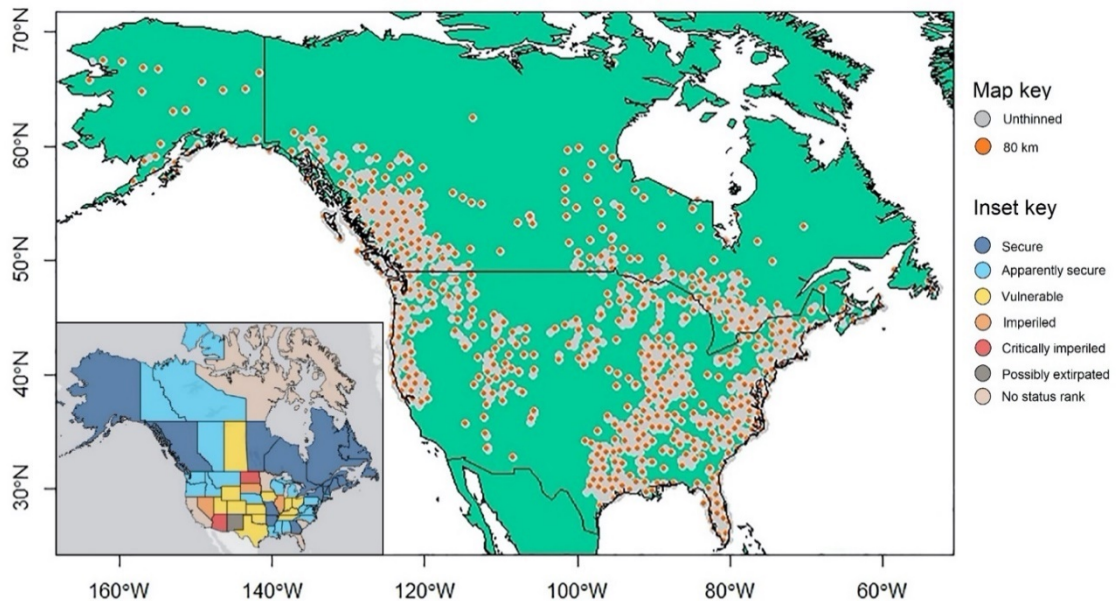 70°N
60°N
50°N
40°N
30°N
160°W
140°W
120°W
100°W
80°W
60°W
Map key
Unthinned
80 km
Inset key
Secure
Apparently secure
Vulnerable
Imperiled
Critically imperiled
Possibly extirpated
No status rank